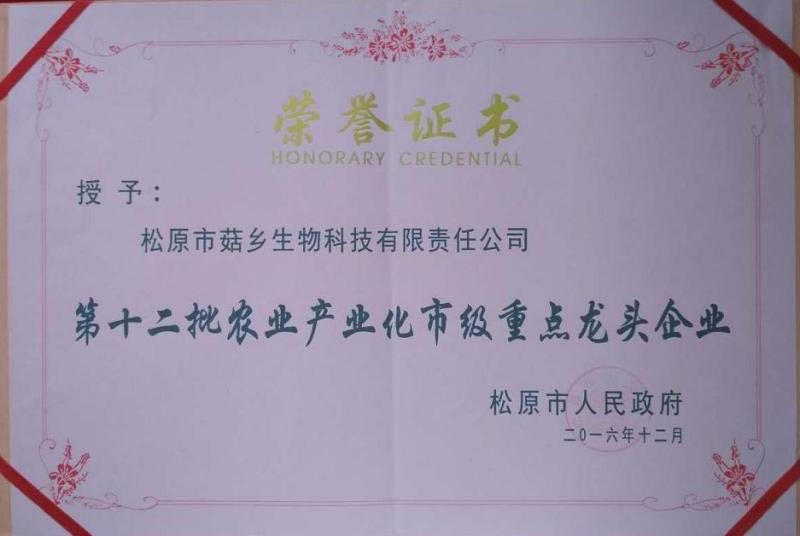 荣誉证书
HONORARY CREDENTIAL
授予：
松原市菇乡生物科技有限责任公司
第十二批农业产业化市级重点龙头企业
松原市人民政府
二〇一六年十二月